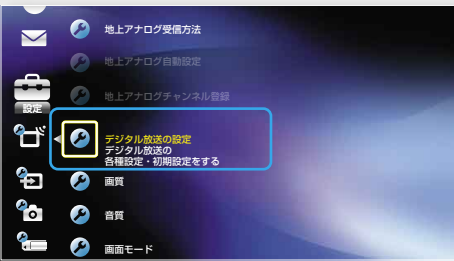 地上アナログ受信方法
地上アナログ自動設定
地上アナログチャンネル登録
設定
デジタル放送の設定
デジタル放送の
各種設定・初期設定をする
画質
音質
画面モード